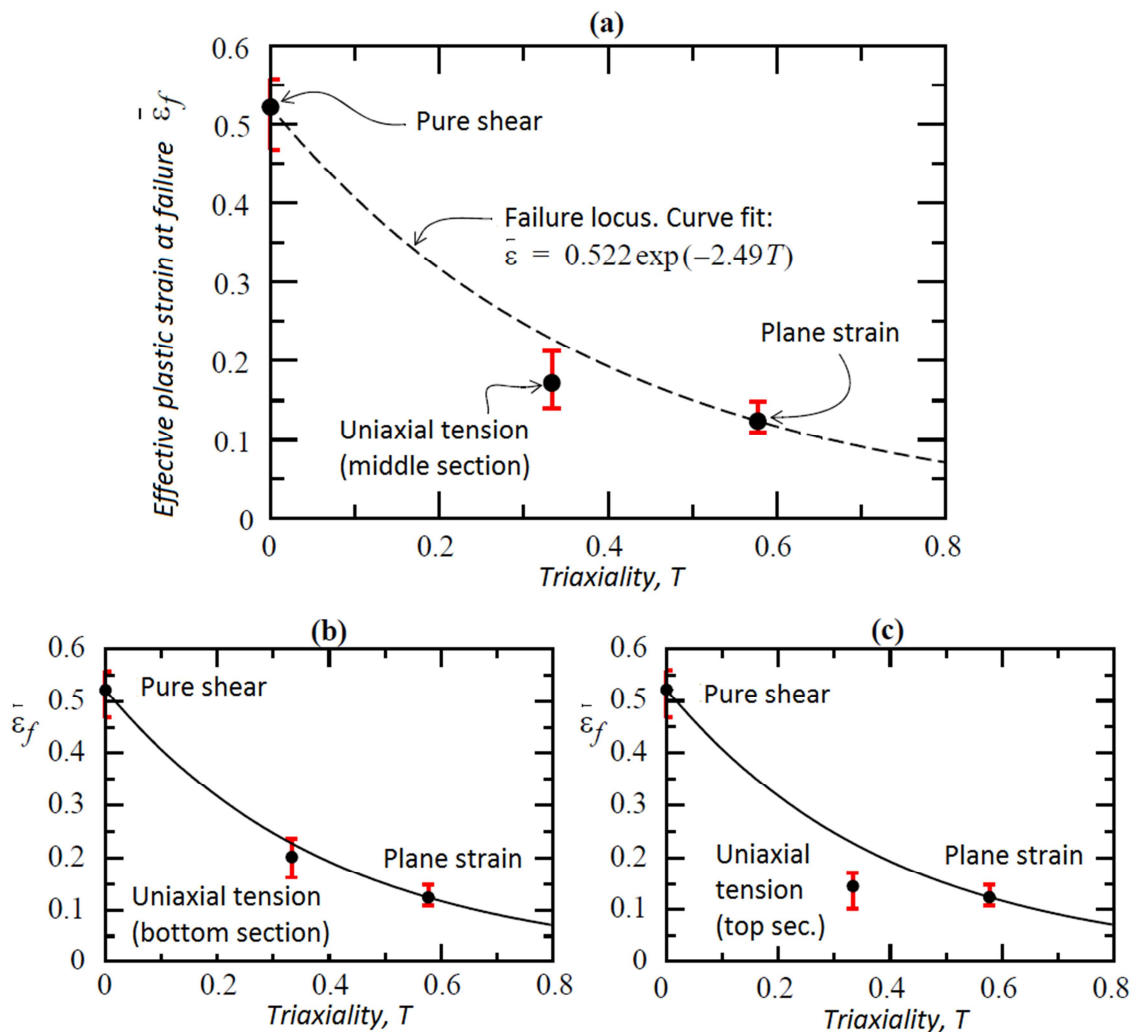 (a)
0.6
0.5
0.4
0.3
0.2
0.1
0
Effective plastic strain at failure ε̄f
Pure shear
Failure locus. Curve fit:
ε̄ = 0.522 exp(−2.49T)
Plane strain
Uniaxial tension
(middle section)
0 0.2 0.4 0.6 0.8
Triaxiality, T
(b)
0.6
0.5
0.4
0.3
0.2
0.1
0
ε̄f
Pure shear
Plane strain
Uniaxial tension
(bottom section)
0 0.2 0.4 0.6 0.8
Triaxiality, T
(c)
0.6
0.5
0.4
0.3
0.2
0.1
0
ε̄f
Pure shear
Uniaxial
tension
(top sec.)
Plane strain
0 0.2 0.4 0.6 0.8
Triaxiality, T